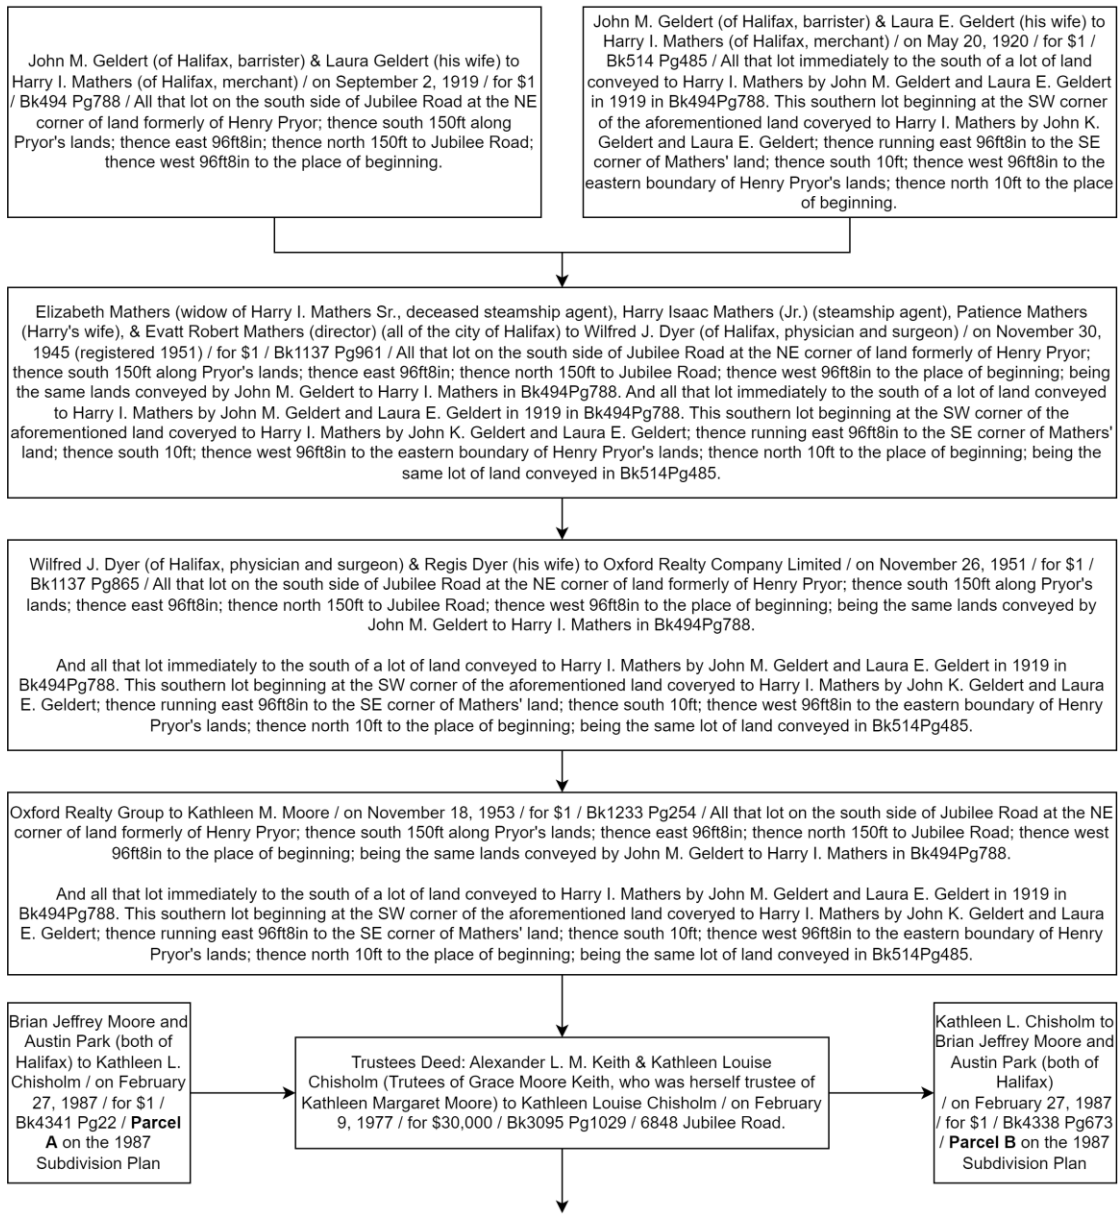 John M. Geldert (of Halifax, barrister) & Laura Geldert (his wife) to
Harry I. Mathers (of Halifax, merchant) / on September 2, 1919 / for $1
/ Bk494 Pg788 / All that lot on the south side of Jubilee Road at the NE
corner of land formerly of Henry Pryor; thence south 150ft along
Pryor's lands; thence east 96ft8in; thence north 150ft to Jubilee Road;
thence west 96ft8in to the place of beginning.
John M. Geldert (of Halifax, barrister) & Laura E. Geldert (his wife) to
Harry I. Mathers (of Halifax, merchant) / on May 20, 1920 / for $1 /
Bk514 Pg485 / All that lot immediately to the south of a lot of land
conveyed to Harry I. Mathers by John M. Geldert and Laura E. Geldert
in 1919 in Bk494Pg788. This southern lot beginning at the SW corner
of the aforementioned land coveryed to Harry I. Mathers by John K.
Geldert and Laura E. Geldert; thence running east 96ft8in to the SE
corner of Mathers' land; thence south 10ft; thence west 96ft8in to the
eastern boundary of Henry Pryor's lands; thence north 10ft to the place
of beginning.
Elizabeth Mathers (widow of Harry I. Mathers Sr., deceased steamship agent), Harry Isaac Mathers (Jr.) (steamship agent), Patience Mathers
(Harry's wife), & Evatt Robert Mathers (director) (all of the city of Halifax) to Wilfred J. Dyer (of Halifax, physician and surgeon) / on November 30,
1945 (registered 1951) / for $1 / Bk1137 Pg961 / All that lot on the south side of Jubilee Road at the NE corner of land formerly of Henry Pryor;
thence south 150ft along Pryor's lands; thence east 96ft8in; thence north 150ft to Jubilee Road; thence west 96ft8in to the place of beginning; being
the same lands conveyed by John M. Geldert to Harry I. Mathers in Bk494Pg788. And all that lot immediately to the south of a lot of land conveyed
to Harry I. Mathers by John M. Geldert and Laura E. Geldert in 1919 in Bk494Pg788. This southern lot beginning at the SW corner of the
aforementioned land coveryed to Harry I. Mathers by John K. Geldert and Laura E. Geldert; thence running east 96ft8in to the SE corner of Mathers'
land; thence south 10ft; thence west 96ft8in to the eastern boundary of Henry Pryor's lands; thence north 10ft to the place of beginning; being the
same lot of land conveyed in Bk514Pg485.
Wilfred J. Dyer (of Halifax, physician and surgeon) & Regis Dyer (his wife) to Oxford Realty Company Limited / on November 26, 1951 / for $1 /
Bk1137 Pg865 / All that lot on the south side of Jubilee Road at the NE corner of land formerly of Henry Pryor; thence south 150ft along Pryor's
lands; thence east 96ft8in; thence north 150ft to Jubilee Road; thence west 96ft8in to the place of beginning; being the same lands conveyed by
John M. Geldert to Harry I. Mathers in Bk494Pg788.
And all that lot immediately to the south of a lot of land conveyed to Harry I. Mathers by John M. Geldert and Laura E. Geldert in 1919 in
Bk494Pg788. This southern lot beginning at the SW corner of the aforementioned land coveryed to Harry I. Mathers by John K. Geldert and Laura
E. Geldert; thence running east 96ft8in to the SE corner of Mathers' land; thence south 10ft; thence west 96ft8in to the eastern boundary of Henry
Pryor's lands; thence north 10ft to the place of beginning; being the same lot of land conveyed in Bk514Pg485.
Oxford Realty Group to Kathleen M. Moore / on November 18, 1953 / for $1 / Bk1233 Pg254 / All that lot on the south side of Jubilee Road at the NE
corner of land formerly of Henry Pryor; thence south 150ft along Pryor's lands; thence east 96ft8in; thence north 150ft to Jubilee Road; thence west
96ft8in to the place of beginning; being the same lands conveyed by John M. Geldert to Harry I. Mathers in Bk494Pg788.
And all that lot immediately to the south of a lot of land conveyed to Harry I. Mathers by John M. Geldert and Laura E. Geldert in 1919 in
Bk494Pg788. This southern lot beginning at the SW corner of the aforementioned land coveryed to Harry I. Mathers by John K. Geldert and Laura
E. Geldert; thence running east 96ft8in to the SE corner of Mathers' land; thence south 10ft; thence west 96ft8in to the eastern boundary of Henry
Pryor's lands; thence north 10ft to the place of beginning; being the same lot of land conveyed in Bk514Pg485.
Brian Jeffrey Moore and
Austin Park (both of
Halifax) to Kathleen L.
Chisholm / on February
27, 1987 / for $1 /
Bk4341 Pg22 / Parcel
A on the 1987
Subdivision Plan
Trustees Deed: Alexander L. M. Keith & Kathleen Louise
Chisholm (Trutees of Grace Moore Keith, who was herself trustee of
Kathleen Margaret Moore) to Kathleen Louise Chisholm / on February
9, 1977 / for $30,000 / Bk3095 Pg1029 / 6848 Jubilee Road.
Kathleen L. Chisholm to
Brian Jeffrey Moore and
Austin Park (both of
Halifax)
/ on February 27, 1987
/ for $1 / Bk4338 Pg673
/ Parcel B on the 1987
Subdivision Plan